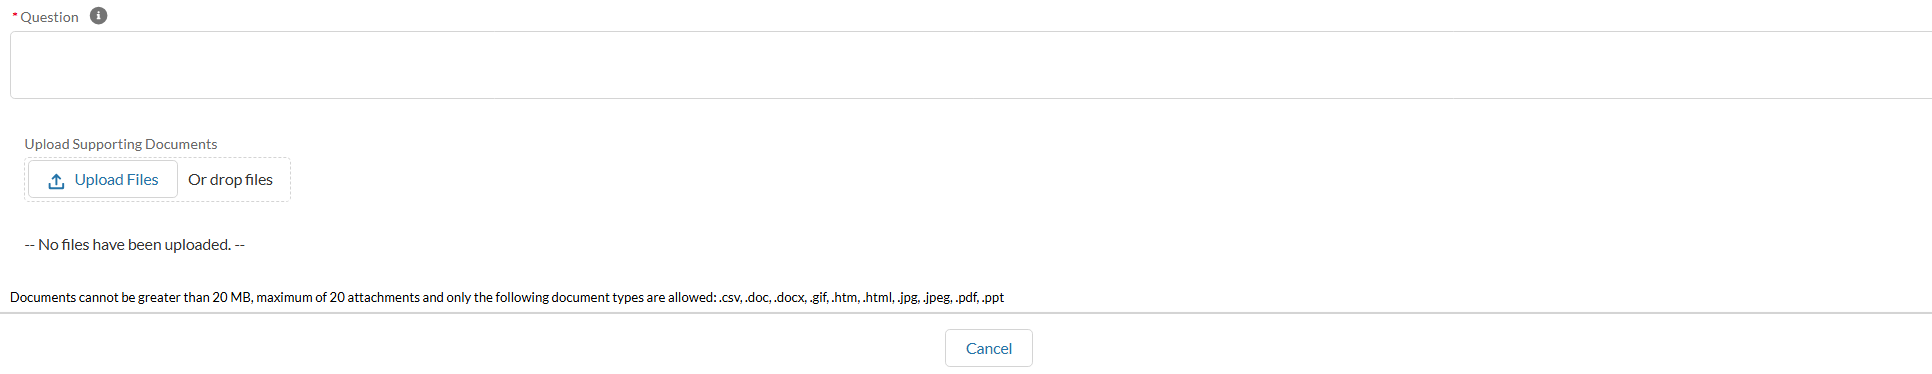 * Question
Upload Supporting Documents
Upload Files Or drop files
-- No files have been uploaded. --
Documents cannot be greater than 20 MB, maximum of 20 attachments and only the following document types are allowed: .csv, .doc, .docx, .gif, .htm, .html, .jpg, .jpeg, .pdf, .ppt
Cancel